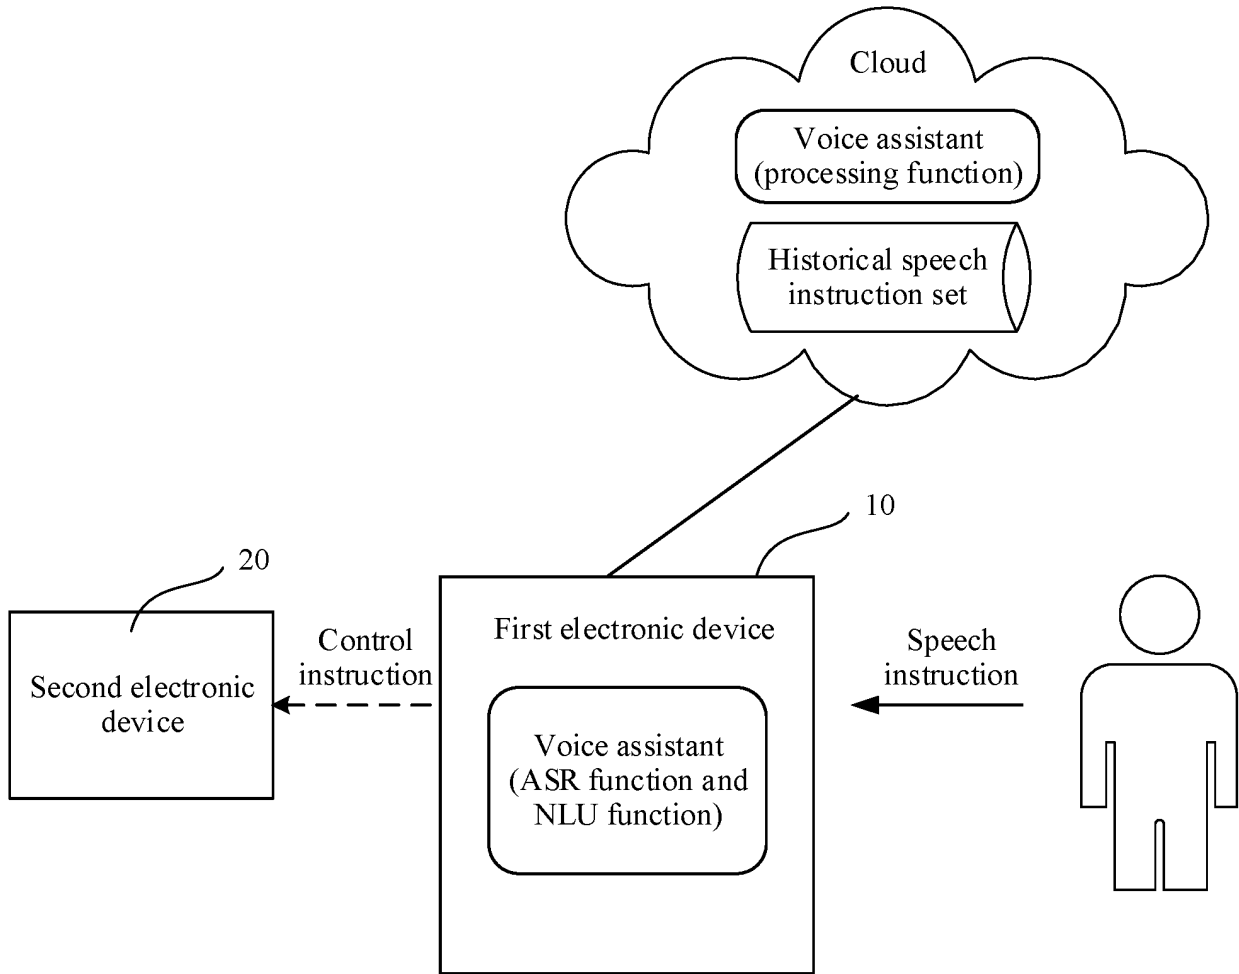 Cloud
Voice assistant
(processing function)
Historical speech
instruction set
10
20
First electronic device
Control
instruction
Speech
instruction
Second electronic
device
Voice assistant
(ASR function and
NLU function)